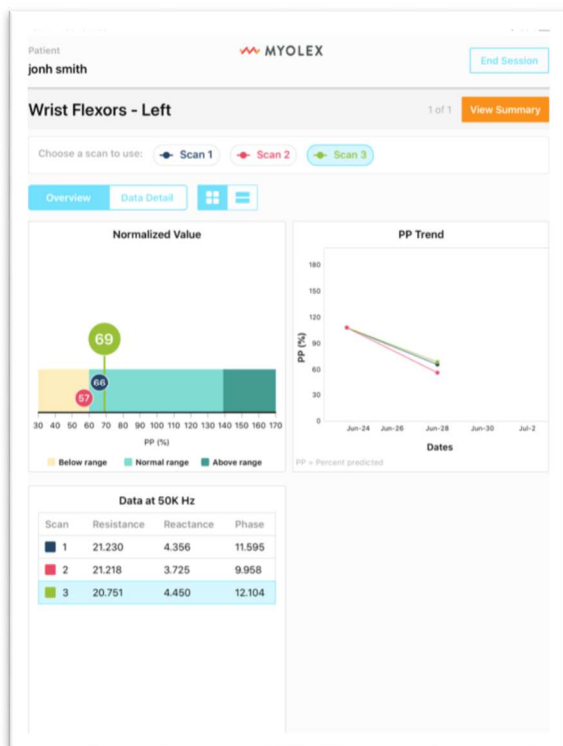 Patient
MYOLEX
jonh smith
End Session
Wrist Flexors - Left
1 of 1
View Summary
Choose a scan to use:
Scan 1
Scan 2
Scan 3
Overview
Data Detail
Normalized Value
69
66
57
30 40 50 60 70 80 90 100 110 120 130 140 150 160 170
PP (%)
Below range
Normal range
Above range
PP Trend
180
150
120
90
60
30
0
PP (%)
Jun-24 Jun-26 Jun-28 Jun-30 Jul-2
Dates
PP = Percent predicted
Data at 50K Hz
Scan Resistance Reactance Phase
1 21.230 4.356 11.595
2 21.218 3.725 9.958
3 20.751 4.450 12.104